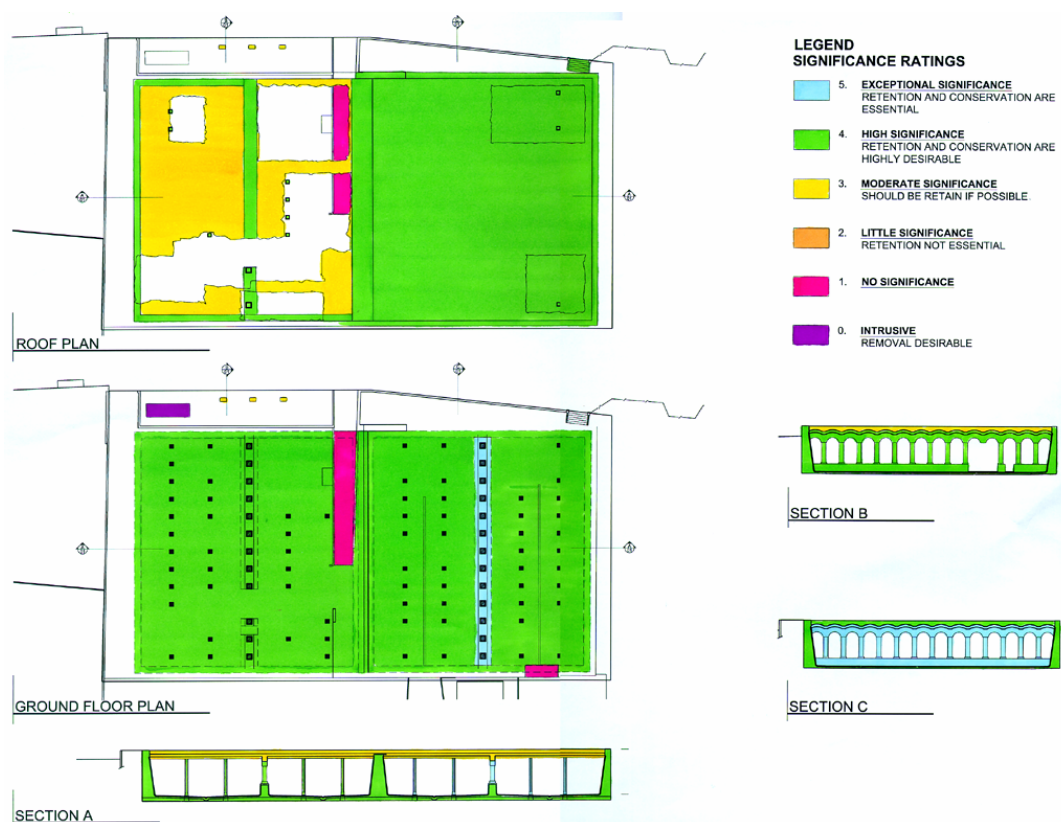 LEGEND
SIGNIFICANCE RATINGS
5. EXCEPTIONAL SIGNIFICANCE
RETENTION AND CONSERVATION ARE
ESSENTIAL
4. HIGH SIGNIFICANCE
RETENTION AND CONSERVATION ARE
HIGHLY DESIRABLE
3. MODERATE SIGNIFICANCE
SHOULD BE RETAIN IF POSSIBLE
2. LITTLE SIGNIFICANCE
RETENTION NOT ESSENTIAL
1. NO SIGNIFICANCE
0. INTRUSIVE
REMOVAL DESIRABLE
ROOF PLAN
GROUND FLOOR PLAN
SECTION A
SECTION B
SECTION C